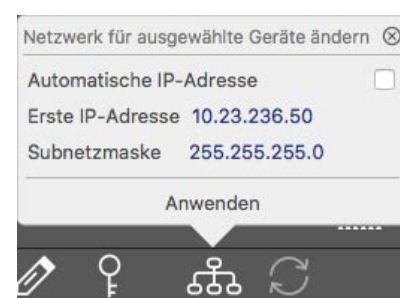 Netzwerk für ausgewählte Geräte ändern
Automatische IP-Adresse
Erste IP-Adresse 10.23.236.50
Subnetzmaske 255.255.255.0
Anwenden